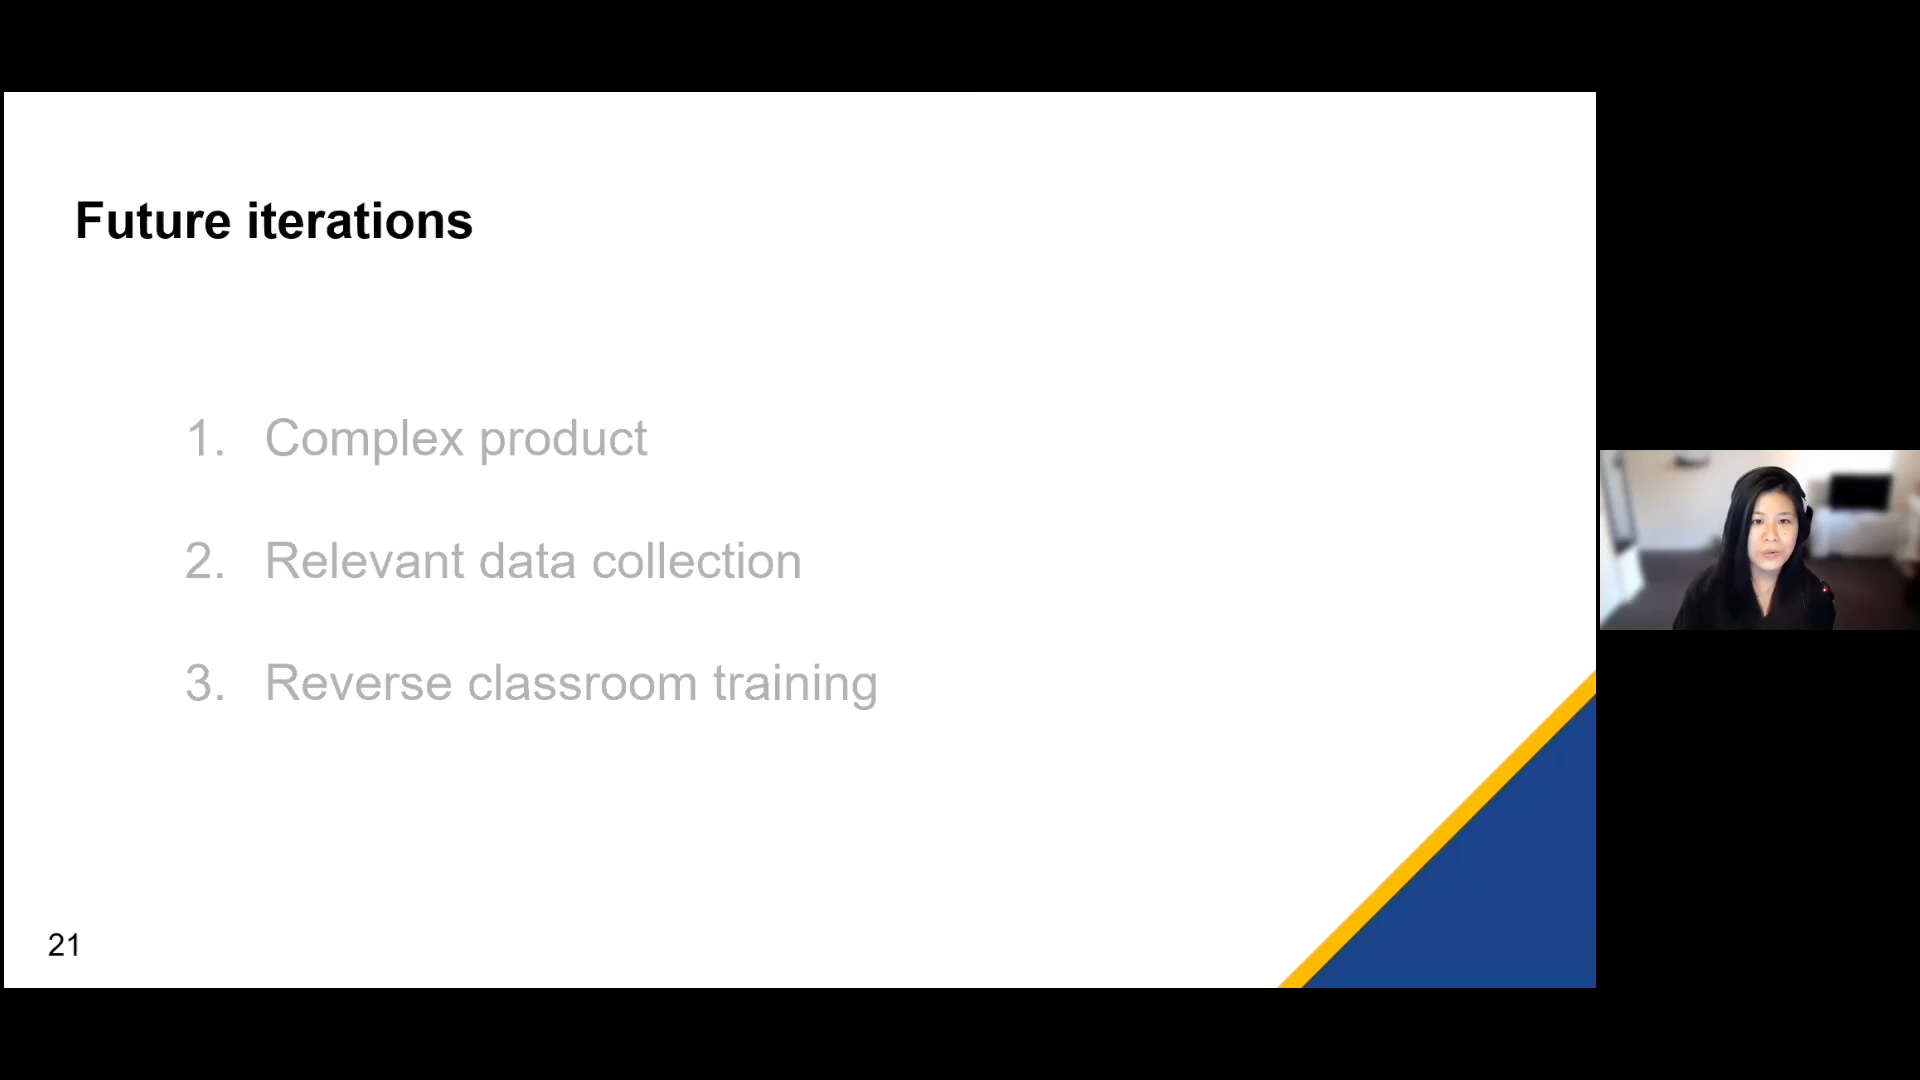 Future iterations
1. Complex product
2. Relevant data collection
3. Reverse classroom training
21